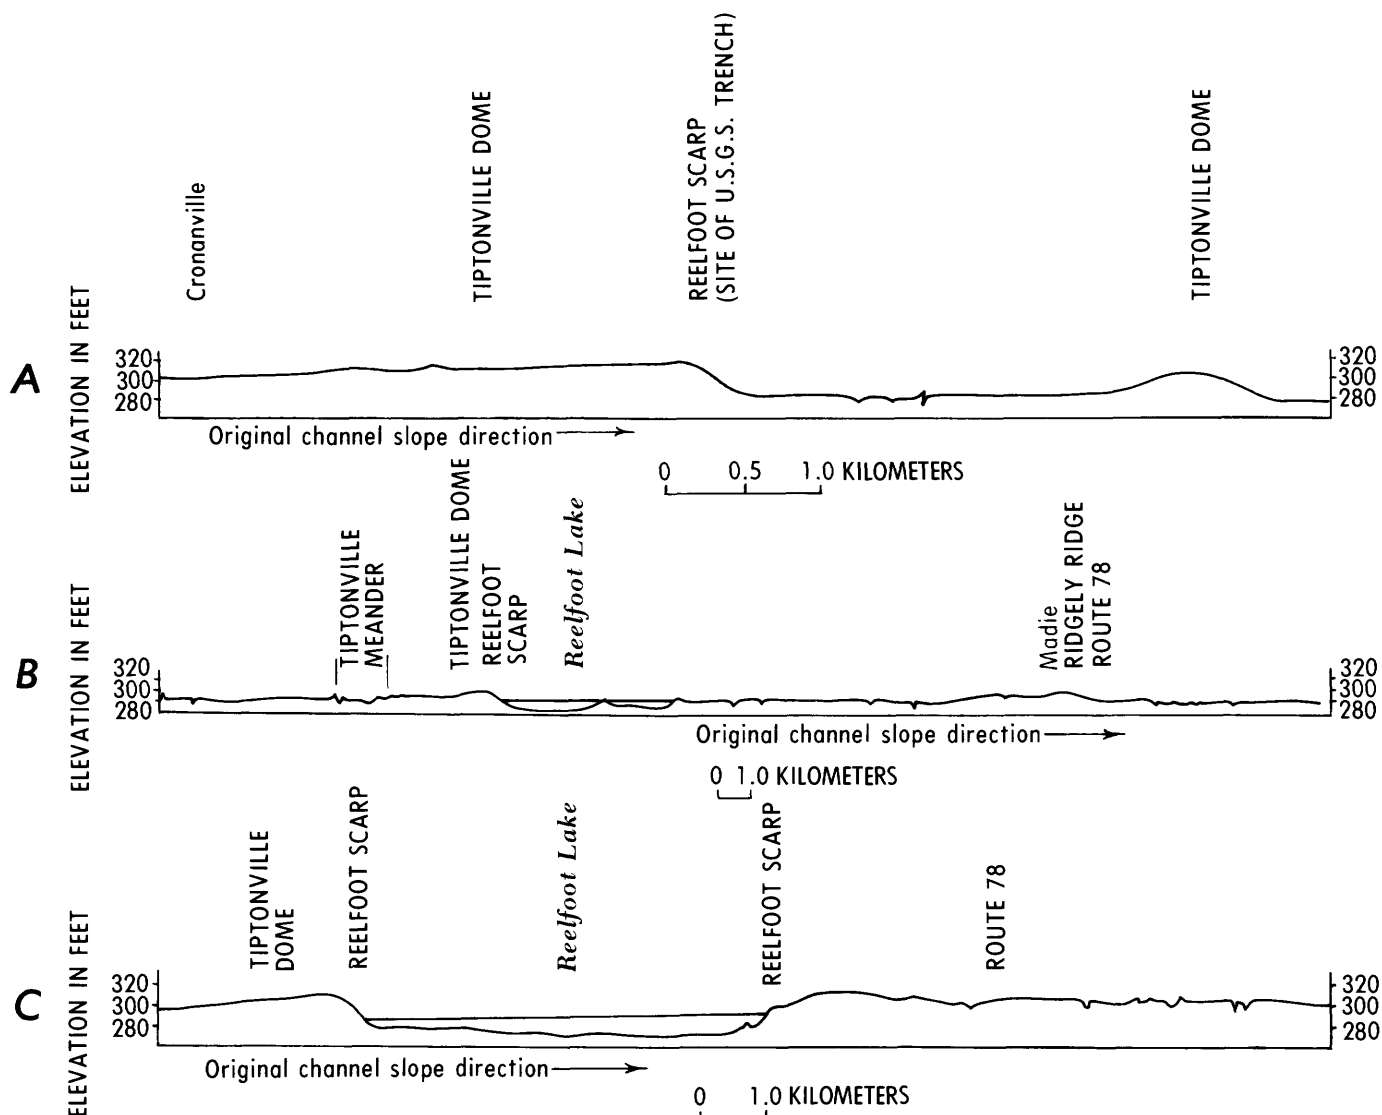 Cronanville
TIPTONVILLE DOME
REELFOOT SCARP
(SITE OF U.S.G.S. TRENCH)
TIPTONVILLE DOME
A
ELEVATION IN FEET
320
300
280
320
300
280
Original channel slope direction
0 0.5 1.0 KILOMETERS
B
ELEVATION IN FEET
TIPTONVILLE
MEANDER
TIPTONVILLE DOME
REELFOOT
SCARP
Reelfoot Lake
Madie
RIDGELY RIDGE
ROUTE 78
320
300
280
320
300
280
Original channel slope direction
0 1.0 KILOMETERS
C
ELEVATION IN FEET
TIPTONVILLE
DOME
REELFOOT SCARP
Reelfoot Lake
REELFOOT SCARP
ROUTE 78
320
300
280
320
300
280
Original channel slope direction
0 1.0 KILOMETERS